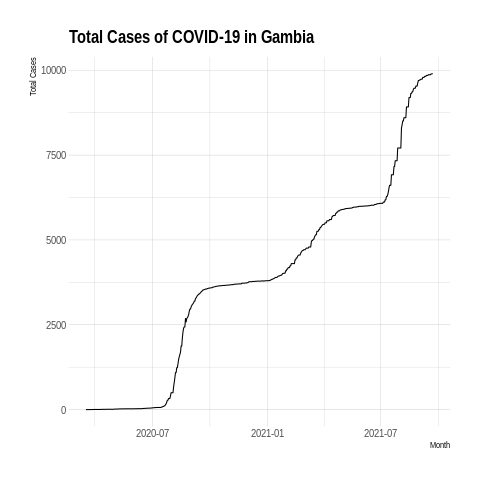 Total Cases of COVID-19 in Gambia
Total Cases
10000
7500
5000
2500
0
2020-07
2021-01
2021-07
Month